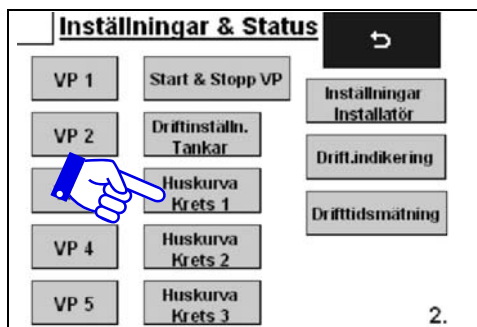 Inställningar & Status
VP 1
Start & Stopp VP
Inställningar
Installatör
VP 2
Driftinställn.
Tankar
Drift.indikering
Huskurva
Krets 1
Drifttidsmätning
VP 4
Huskurva
Krets 2
VP 5
Huskurva
Krets 3
2.